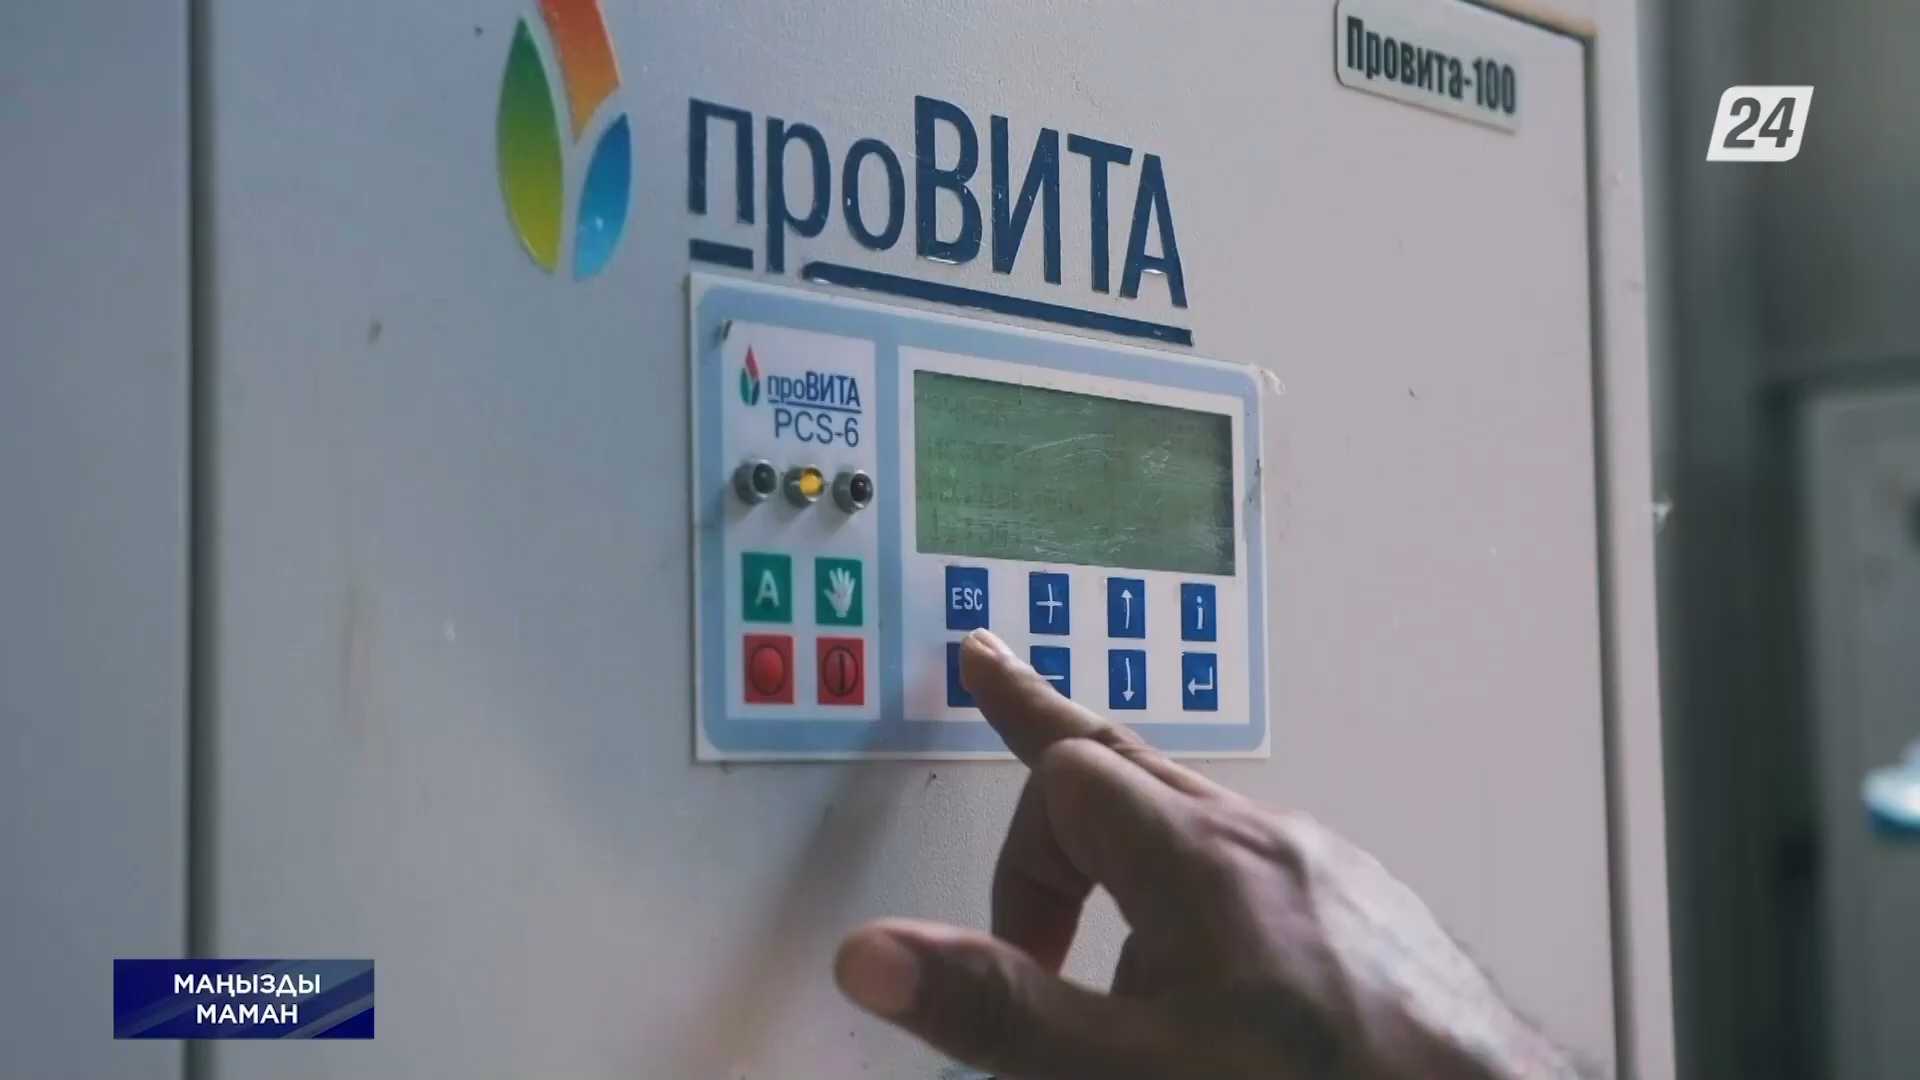 Провита-100
24
проВИТА
проВИТА
PCS-6
A
ESC
+
i
-
МАҢЫЗДЫ
МАМАН